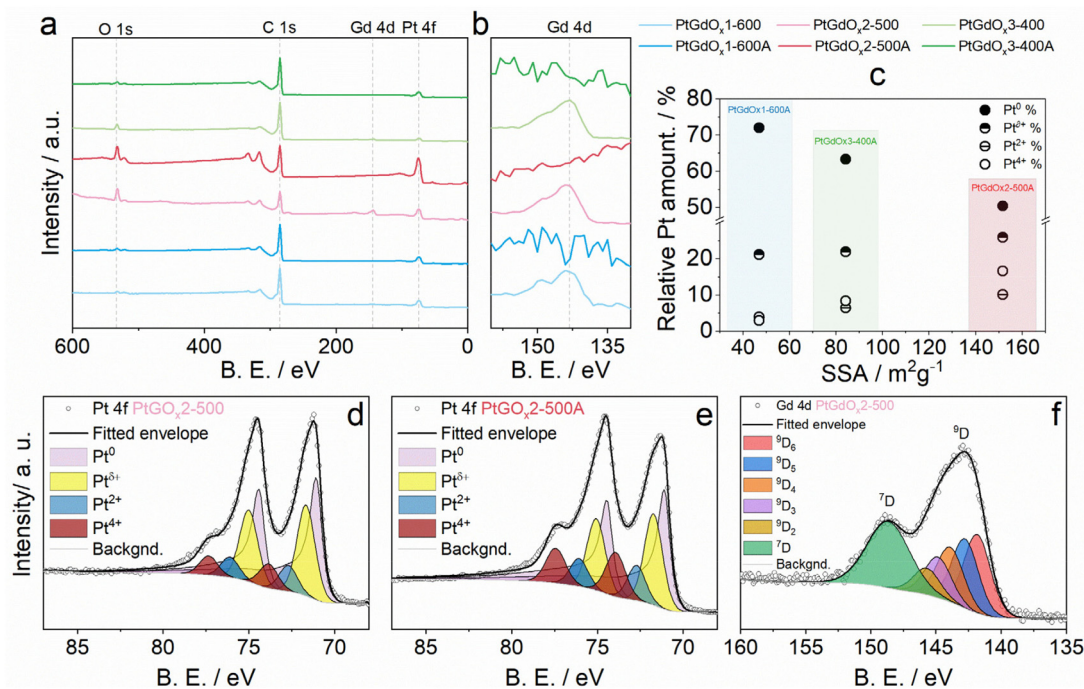 a
O 1s
C 1s
Gd 4d
Pt 4f
Intensity / a.u.
600
400
200
0
B. E. / eV
b
Gd 4d
150
135
B. E. / eV
PtGdOₓ1-600
PtGdOₓ2-500
PtGdOₓ3-400
PtGdOₓ1-600A
PtGdOₓ2-500A
PtGdOₓ3-400A
c
Relative Pt amount. / %
80
70
60
50
20
10
0
PtGdOx1-600A
PtGdOx3-400A
PtGdOx2-500A
Pt⁰ %
Ptᵟ⁺ %
Pt²⁺ %
Pt⁴⁺ %
40
60
80
100
120
140
160
SSA / m²g⁻¹
d
Pt 4f PtGOₓ2-500
Fitted envelope
Pt⁰
Ptᵟ⁺
Pt²⁺
Pt⁴⁺
Backgnd.
Intensity/ a. u.
85
80
75
70
B. E. / eV
e
Pt 4f PtGOₓ2-500A
Fitted envelope
Pt⁰
Ptᵟ⁺
Pt²⁺
Pt⁴⁺
Backgnd.
85
80
75
70
B. E. / eV
f
Gd 4d PtGdOₓ2-500
Fitted envelope
⁹D₆
⁹D₅
⁹D₄
⁹D₃
⁹D₂
⁷D
Backgnd.
⁷D
⁹D
160
155
150
145
140
135
B. E. / eV